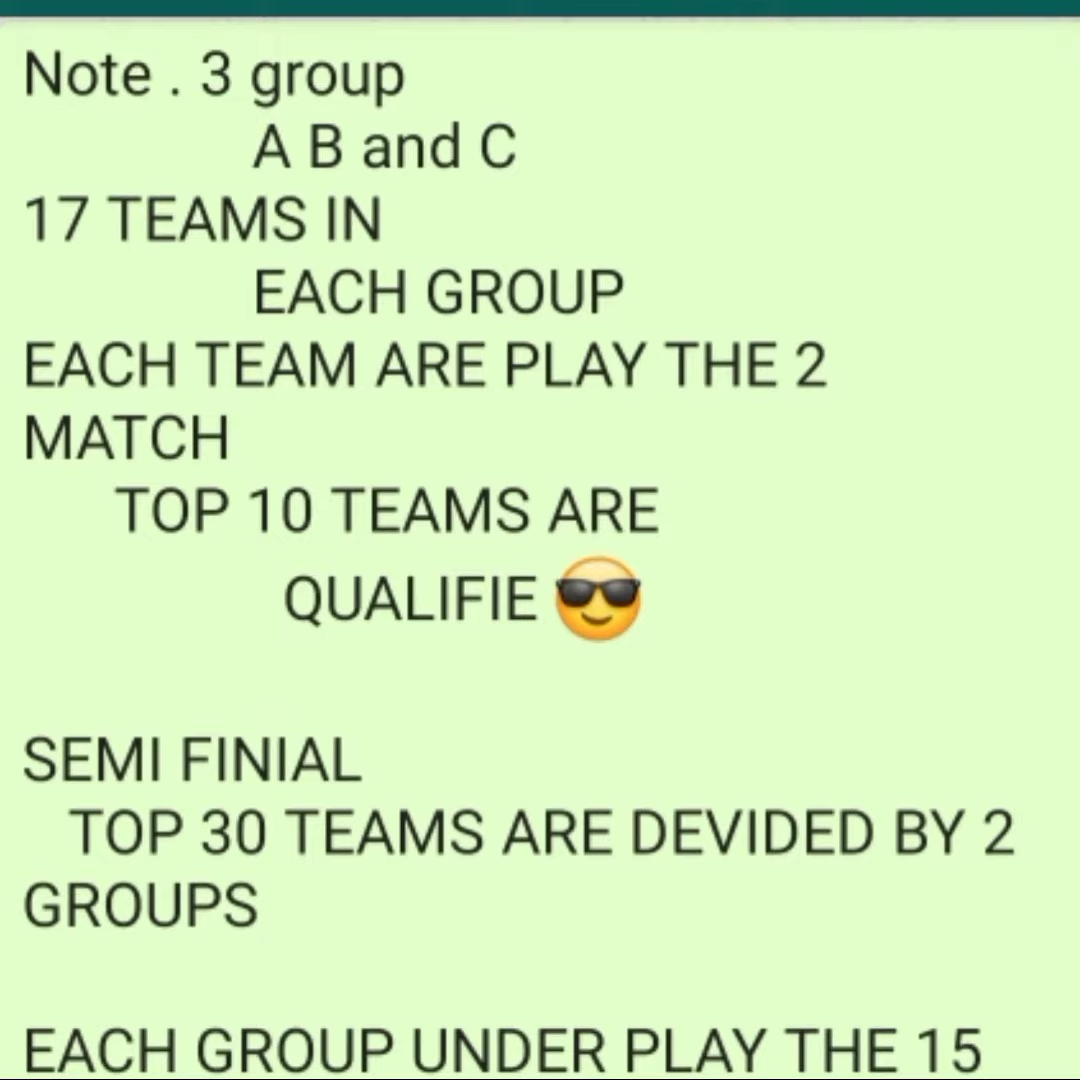 Note . 3 group
A B and C
17 TEAMS IN
EACH GROUP
EACH TEAM ARE PLAY THE 2
MATCH
TOP 10 TEAMS ARE
QUALIFIE 😎
SEMI FINIAL
TOP 30 TEAMS ARE DEVIDED BY 2
GROUPS
EACH GROUP UNDER PLAY THE 15